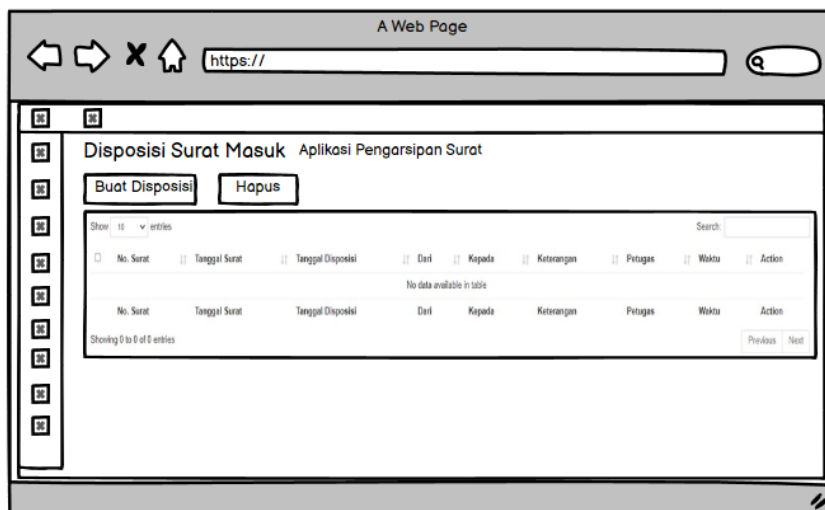 A Web Page
https://
Disposisi Surat Masuk Aplikasi Pengarsipan Surat
Buat Disposisi Hapus
Show 10 entries Search:
No. Surat Tanggal Surat Tanggal Disposisi Dari Kepada Keterangan Petugas Waktu Action
No data available in table
No. Surat Tanggal Surat Tanggal Disposisi Dari Kepada Keterangan Petugas Waktu Action
Showing 0 to 0 of 0 entries Previous Next